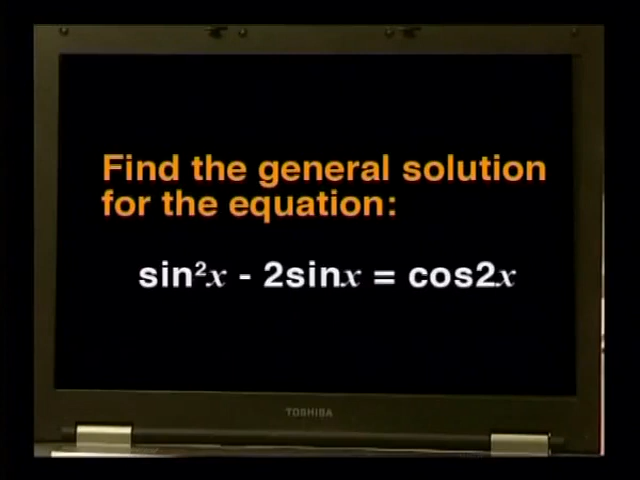 Find the general solution
for the equation:
sin²x - 2sinx = cos2x
TOSHIBA